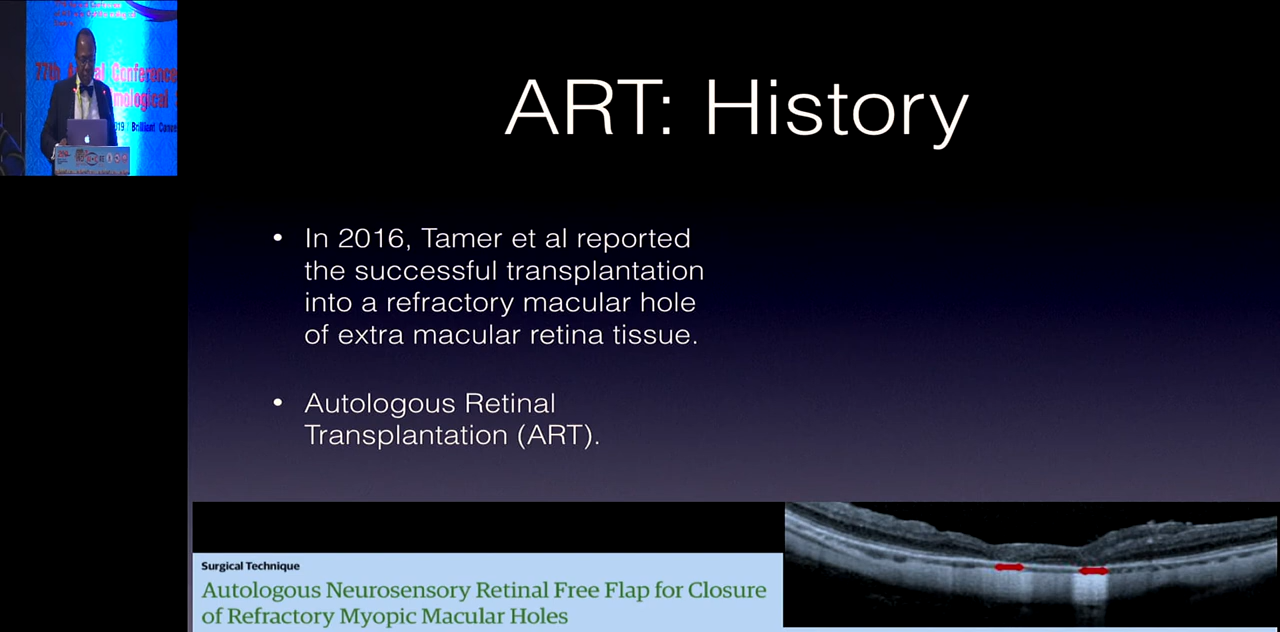 ART: History
• In 2016, Tamer et al reported
the successful transplantation
into a refractory macular hole
of extra macular retina tissue.
• Autologous Retinal
Transplantation (ART).
Surgical Technique
Autologous Neurosensory Retinal Free Flap for Closure
of Refractory Myopic Macular Holes
77th
Conference